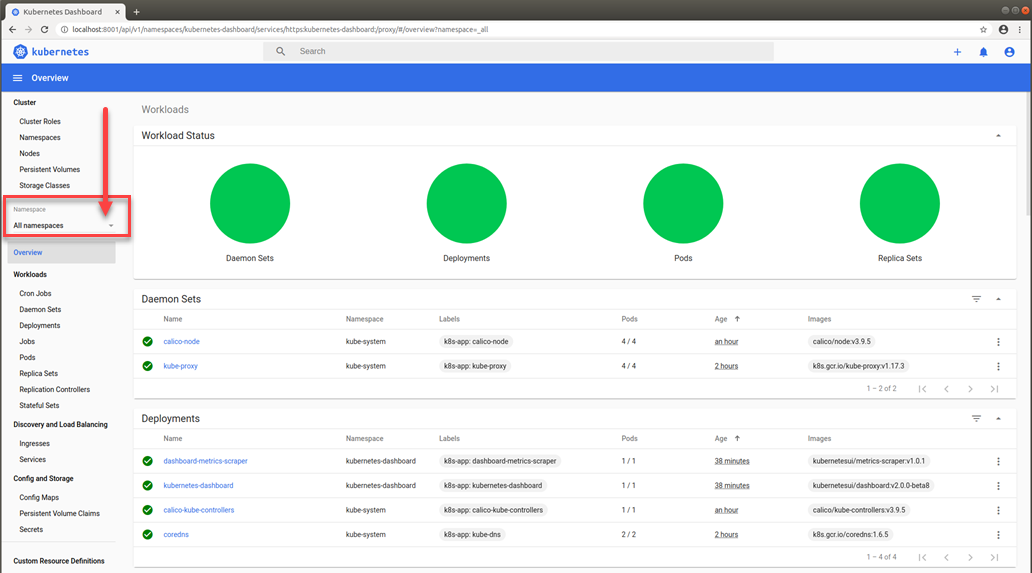 Kubernetes Dashboard
localhost:8001/api/v1/namespaces/kubernetes-dashboard/services/https:kubernetes-dashboard:/proxy/#/overview?namespace=_all
kubernetes
Search
Overview
Cluster
Cluster Roles
Namespaces
Nodes
Persistent Volumes
Storage Classes
Namespace
All namespaces
Overview
Workloads
Cron Jobs
Daemon Sets
Deployments
Jobs
Pods
Replica Sets
Replication Controllers
Stateful Sets
Discovery and Load Balancing
Ingresses
Services
Config and Storage
Config Maps
Persistent Volume Claims
Secrets
Custom Resource Definitions
Workloads
Workload Status
Daemon Sets Deployments Pods Replica Sets
Daemon Sets
Name Namespace Labels Pods Age Images
calico-node kube-system k8s-app: calico-node 4 / 4 an hour calico/node:v3.9.5
kube-proxy kube-system k8s-app: kube-proxy 4 / 4 2 hours k8s.gcr.io/kube-proxy:v1.17.3
1 – 2 of 2
Deployments
Name Namespace Labels Pods Age Images
dashboard-metrics-scraper kubernetes-dashboard k8s-app: dashboard-metrics-scraper 1 / 1 38 minutes kubernetesui/metrics-scraper:v1.0.1
kubernetes-dashboard kubernetes-dashboard k8s-app: kubernetes-dashboard 1 / 1 38 minutes kubernetesui/dashboard:v2.0.0-beta8
calico-kube-controllers kube-system k8s-app: calico-kube-controllers 1 / 1 an hour calico/kube-controllers:v3.9.5
coredns kube-system k8s-app: kube-dns 2 / 2 2 hours k8s.gcr.io/coredns:1.6.5
1 – 4 of 4